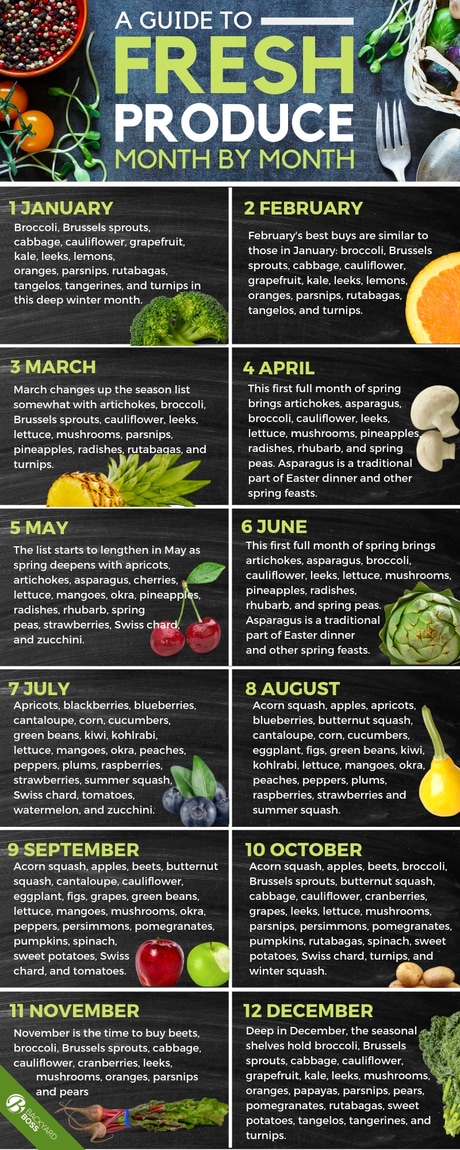 A GUIDE TO
FRESH
PRODUCE
MONTH BY MONTH
1 JANUARY
Broccoli, Brussels sprouts,
cabbage, cauliflower, grapefruit,
kale, leeks, lemons,
oranges, parsnips, rutabagas,
tangelos, tangerines, and turnips in
this deep winter month.
2 FEBRUARY
February's best buys are similar to
those in January: broccoli, Brussels
sprouts, cabbage, cauliflower,
grapefruit, kale, leeks, lemons,
oranges, parsnips, rutabagas,
tangelos, and turnips.
3 MARCH
March changes up the season list
somewhat with artichokes, broccoli,
Brussels sprouts, cauliflower, leeks,
lettuce, mushrooms, parsnips,
pineapples, radishes, rutabagas, and
turnips.
4 APRIL
This first full month of spring
brings artichokes, asparagus,
broccoli, cauliflower, leeks,
lettuce, mushrooms, pineapples,
radishes, rhubarb, and spring
peas. Asparagus is a traditional
part of Easter dinner and other
spring feasts.
5 MAY
The list starts to lengthen in May as
spring deepens with apricots,
artichokes, asparagus, cherries,
lettuce, mangoes, okra, pineapples,
radishes, rhubarb, spring
peas, strawberries, Swiss chard,
and zucchini.
6 JUNE
This first full month of spring brings
artichokes, asparagus, broccoli,
cauliflower, leeks, lettuce, mushrooms,
pineapples, radishes,
rhubarb, and spring peas.
Asparagus is a traditional
part of Easter dinner
and other spring feasts.
7 JULY
Apricots, blackberries, blueberries,
cantaloupe, corn, cucumbers,
green beans, kiwi, kohlrabi,
lettuce, mangoes, okra, peaches,
peppers, plums, raspberries,
strawberries, summer squash,
Swiss chard, tomatoes,
watermelon, and zucchini.
8 AUGUST
Acorn squash, apples, apricots,
blueberries, butternut squash,
cantaloupe, corn, cucumbers,
eggplant, figs, green beans, kiwi,
kohlrabi, lettuce, mangoes, okra,
peaches, peppers, plums,
raspberries, strawberries and
summer squash.
9 SEPTEMBER
Acorn squash, apples, beets, butternut
squash, cantaloupe, cauliflower,
eggplant, figs, grapes, green beans,
lettuce, mangoes, mushrooms, okra,
peppers, persimmons, pomegranates,
pumpkins, spinach,
sweet potatoes, Swiss
chard, and tomatoes.
10 OCTOBER
Acorn squash, apples, beets, broccoli,
Brussels sprouts, butternut squash,
cabbage, cauliflower, cranberries,
grapes, leeks, lettuce, mushrooms,
parsnips, persimmons, pomegranates,
pumpkins, rutabagas, spinach, sweet
potatoes, Swiss chard, turnips, and
winter squash.
11 NOVEMBER
November is the time to buy beets,
broccoli, Brussels sprouts, cabbage,
cauliflower, cranberries, leeks,
mushrooms, oranges, parsnips
and pears
12 DECEMBER
Deep in December, the seasonal
shelves hold broccoli, Brussels
sprouts, cabbage, cauliflower,
grapefruit, kale, leeks, mushrooms,
oranges, papayas, parsnips, pears,
pomegranates, rutabagas, sweet
potatoes, tangelos, tangerines, and
turnips.
BACKYARD
BOSS